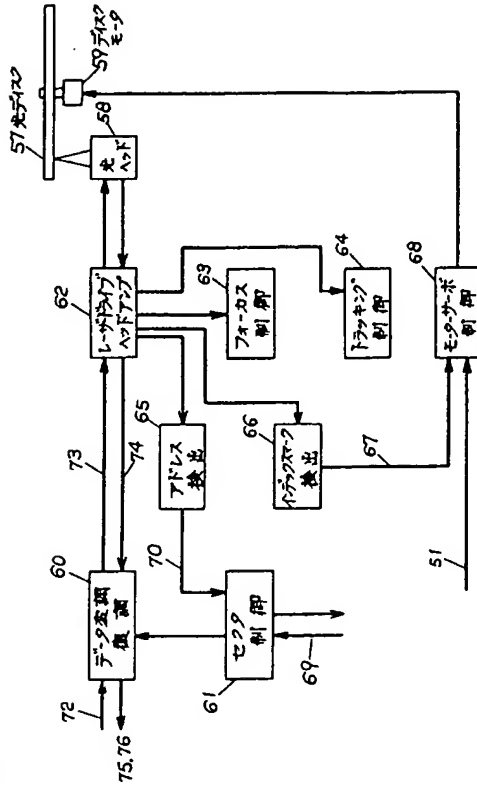 57 光ディスク
59 ディスク
モータ
58
光
ヘッド
62
レーザドライブ
ヘッドアンプ
63
フォーカス
制御
64
トラッキング
制御
68
モーターサーボ
制御
65
アドレス
検出
66
インデックスマーク
検出
67
73
74
70
60
データ変調
復調
61
セクタ
制御
72
75,76
69
51